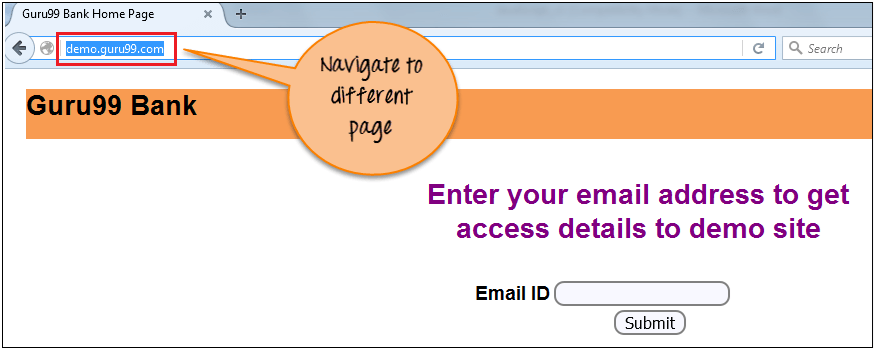 Guru99 Bank Home Page
demo.guru99.com
Search
Navigate to
different
page
Guru99 Bank
Enter your email address to get
access details to demo site
Email ID
Submit